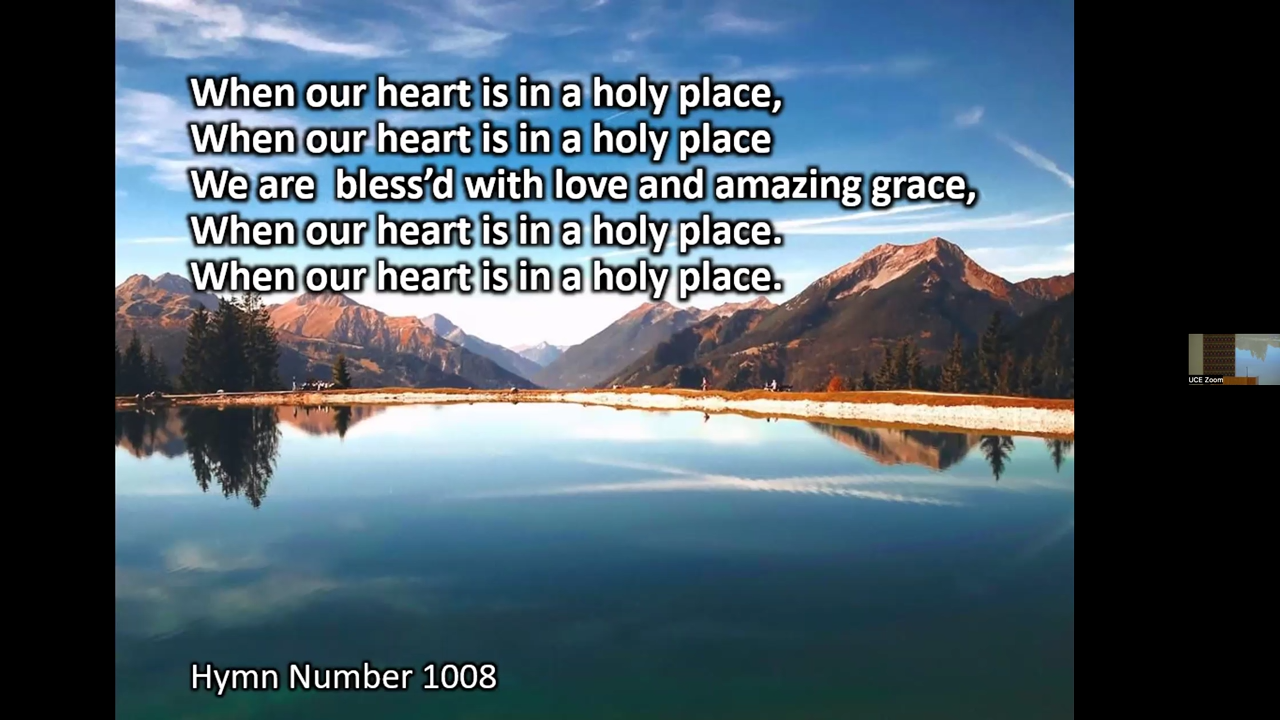 When our heart is in a holy place,
When our heart is in a holy place
We are  bless’d with love and amazing grace,
When our heart is in a holy place.
When our heart is in a holy place.
UCE Zoom
Hymn Number 1008